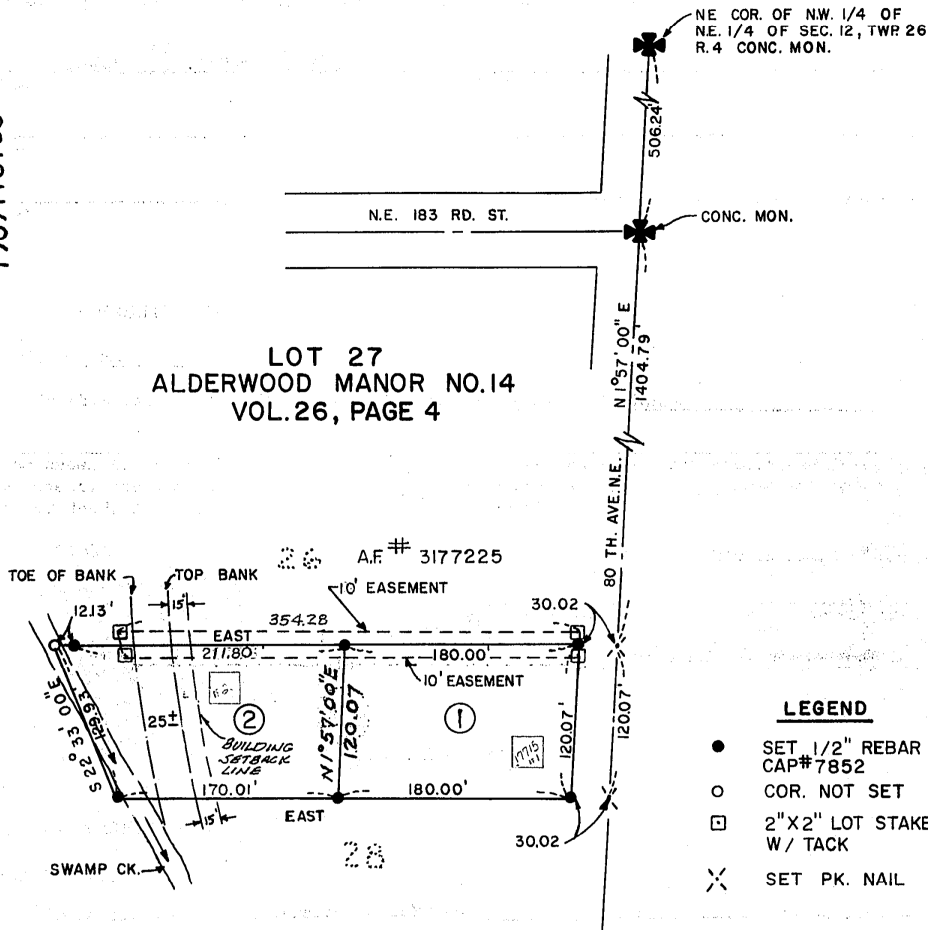 NE COR. OF N.W. 1/4 OF
N.E. 1/4 OF SEC. 12, TWP. 26
R.4 CONC. MON.
506.24'
N.E. 183 RD. ST.
CONC. MON.
N 1°57'00" E
1404.79'
LOT 27
ALDERWOOD MANOR NO.14
VOL.26, PAGE 4
80 TH. AVE. N.E.
26
A.F. # 3177225
TOE OF BANK
TOP BANK
10' EASEMENT
15'
12.13'
354.28
30.02
EAST
211.80'
180.00'
10' EASEMENT
S 22° 33' 00" E
129.93
25±
2
N1°57'00"E
120.07
1
120.07'
120.07'
BUILDING
SETBACK
LINE
17715
170.01'
180.00'
15'
EAST
30.02
SWAMP CK.
28
LEGEND
SET 1/2" REBAR
CAP#7852
COR. NOT SET
2"X2" LOT STAKE
W/ TACK
SET PK. NAIL